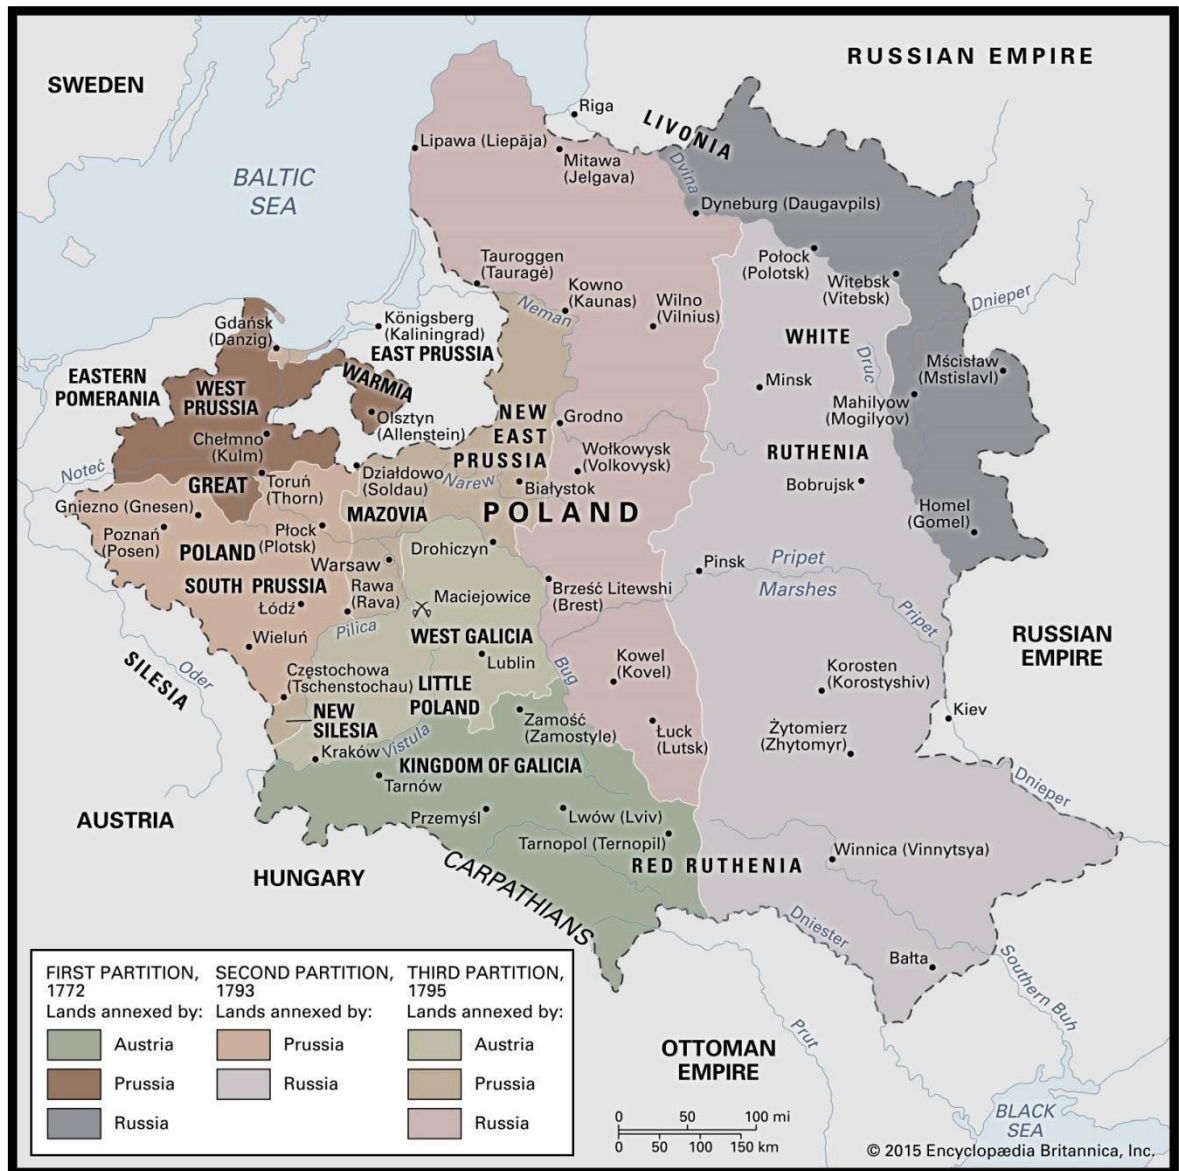 RUSSIAN EMPIRE
SWEDEN
Riga
LIVONIA
Lipawa (Liepāja)
Mitawa
(Jelgava)
Dvina
BALTIC
SEA
Dyneburg (Daugavpils)
Tauroggen
(Tauragė)
Połock
(Polotsk)
Witebsk
(Vitebsk)
Kowno
(Kaunas)
Wilno
(Vilnius)
Neman
Dnieper
Gdańsk
(Danzig)
Königsberg
(Kaliningrad)
EAST PRUSSIA
WHITE
Druc
EASTERN
POMERANIA
WEST
PRUSSIA
WARMIA
Mścisław
(Mstislavl)
Minsk
Mahilyow
(Mogilyov)
Olsztyn
(Allenstein)
NEW
EAST
PRUSSIA
Grodno
Chełmno
(Kulm)
RUTHENIA
Wołkowysk
(Volkovysk)
Noteć
GREAT
Toruń
(Thorn)
Działdowo
(Soldau)
Narew
Białystok
Bobrujsk
Gniezno (Gnesen)
MAZOVIA
POLAND
Homel
(Gomel)
Poznań
(Posen)
Płock
(Plotsk)
POLAND
Drohiczyn
Warsaw
Pinsk
Pripet
Marshes
SOUTH PRUSSIA
Rawa
(Rava)
Brześć Litewshi
(Brest)
Łódź
Maciejowice
Pripet
Pilica
WEST GALICIA
RUSSIAN
EMPIRE
Wieluń
Lublin
Bug
Kowel
(Kovel)
SILESIA
Oder
Częstochowa
(Tschenstochau)
LITTLE
POLAND
Korosten
(Korostyshiv)
NEW
SILESIA
Zamość
(Zamostyle)
Łuck
(Lutsk)
Żytomierz
(Zhytomyr)
Kiev
Kraków
Vistula
KINGDOM OF GALICIA
Tarnów
Dnieper
AUSTRIA
Przemyśl
Lwów (Lviv)
Tarnopol (Ternopil)
Winnica (Vinnytsya)
RED RUTHENIA
HUNGARY
CARPATHIANS
Dniester
Bałta
Southern Buh
Prut
OTTOMAN
EMPIRE
BLACK
SEA
FIRST PARTITION,
1772
Lands annexed by:
Austria
Prussia
Russia
SECOND PARTITION,
1793
Lands annexed by:
Prussia
Russia
THIRD PARTITION,
1795
Lands annexed by:
Austria
Prussia
Russia
0 50 100 mi
0 50 100 150 km
© 2015 Encyclopædia Britannica, Inc.